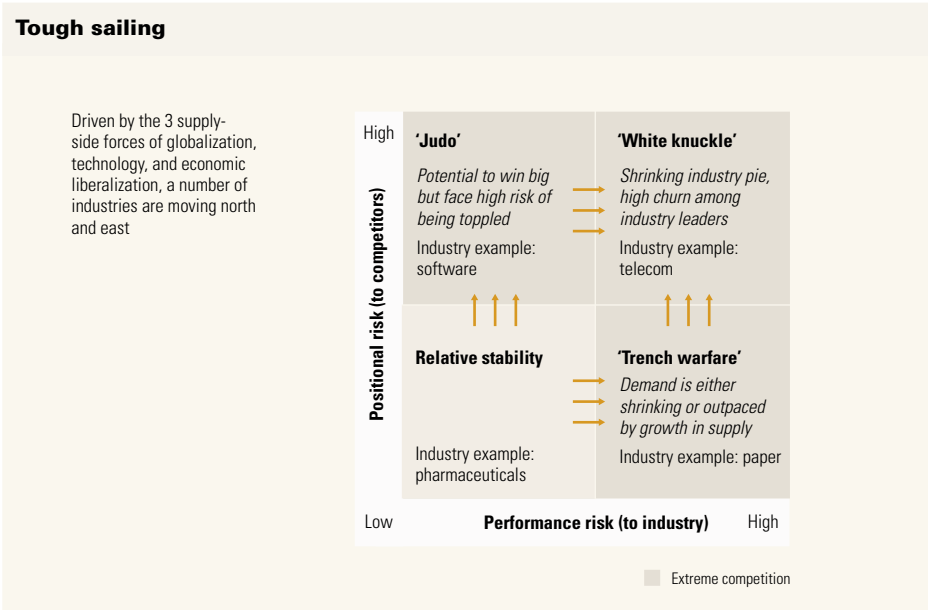 Tough sailing
Driven by the 3 supply-
side forces of globalization,
technology, and economic
liberalization, a number of
industries are moving north
and east
High
Positional risk (to competitors)
‘Judo’
Potential to win big
but face high risk of
being toppled
Industry example:
software
‘White knuckle’
Shrinking industry pie,
high churn among
industry leaders
Industry example:
telecom
Relative stability
Industry example:
pharmaceuticals
‘Trench warfare’
Demand is either
shrinking or outpaced
by growth in supply
Industry example: paper
Low
Performance risk (to industry)
High
Extreme competition